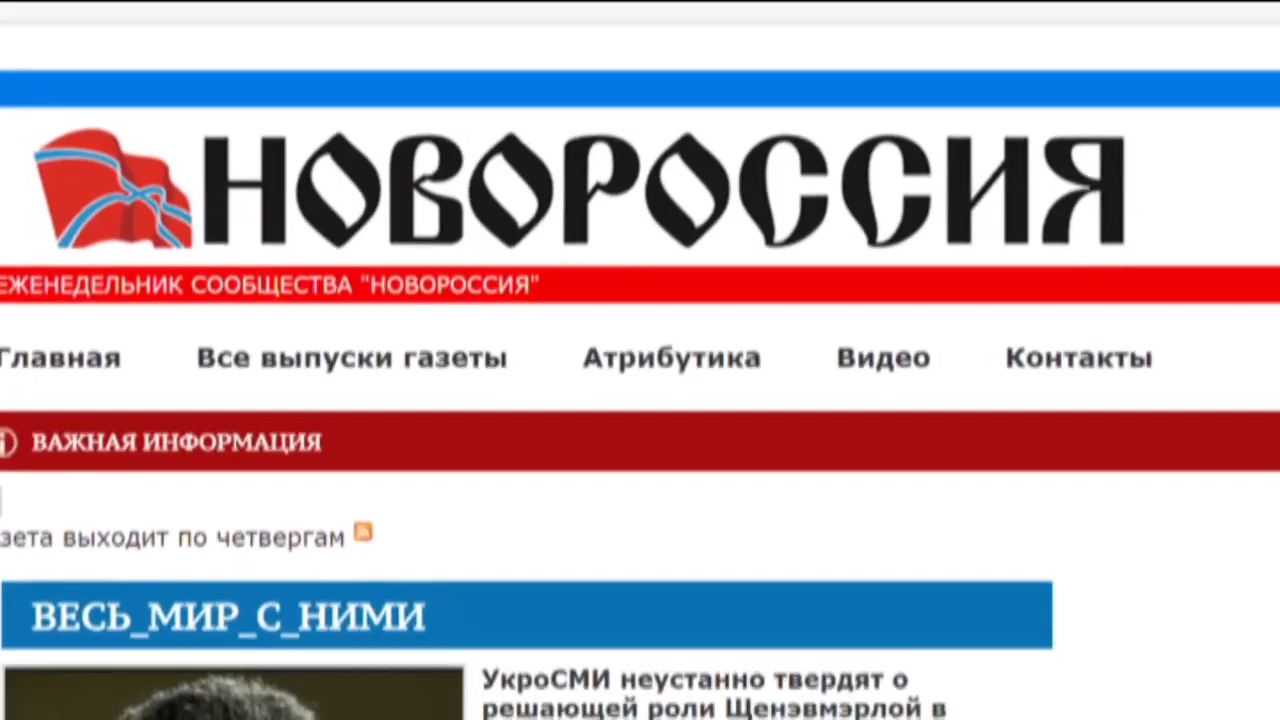 НОВОРОССИЯ
ЕЖЕНЕДЕЛЬНИК СООБЩЕСТВА "НОВОРОССИЯ"
Главная Все выпуски газеты Атрибутика Видео Контакты
ВАЖНАЯ ИНФОРМАЦИЯ
зета выходит по четвергам
ВЕСЬ_МИР_С_НИМИ
УкроСМИ неустанно твердят о
решающей роли Щенэвмэрлой в